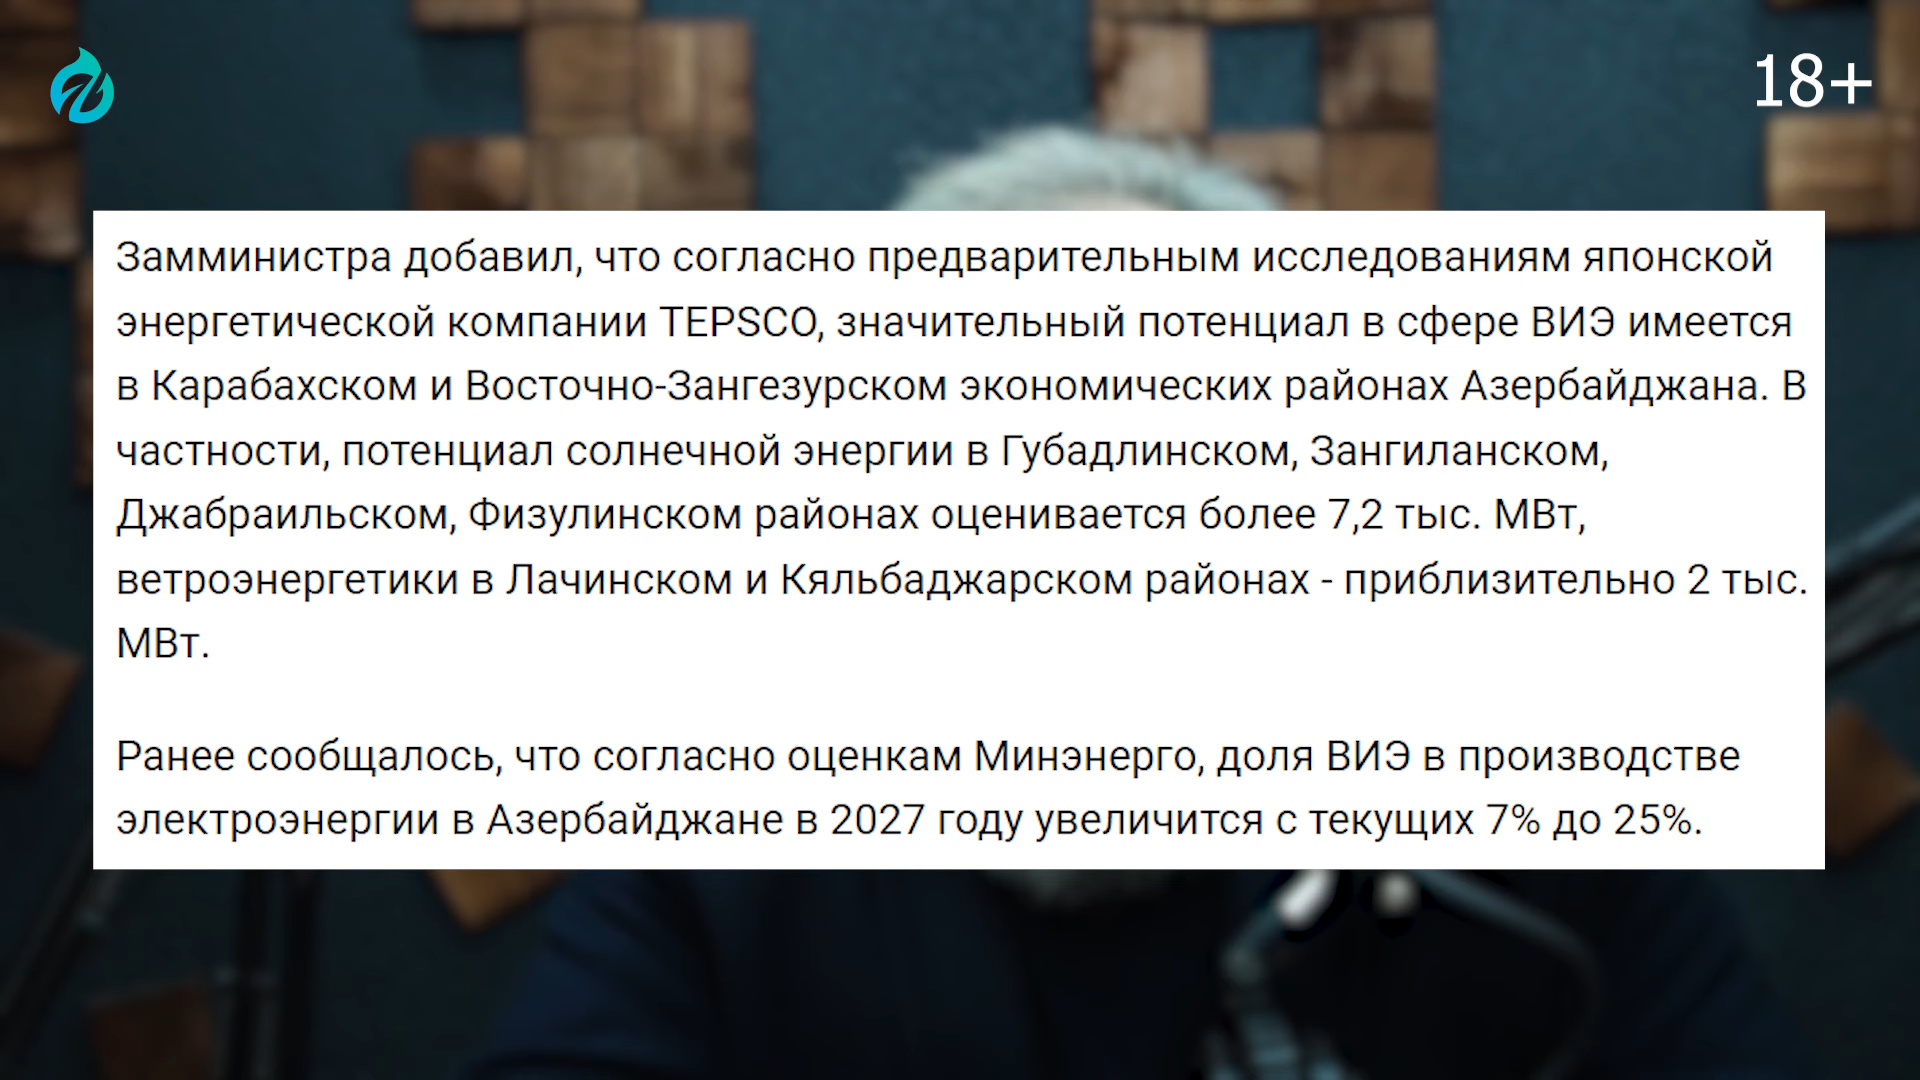 18+
Замминистра добавил, что согласно предварительным исследованиям японской
энергетической компании TEPSCO, значительный потенциал в сфере ВИЭ имеется
в Карабахском и Восточно-Зангезурском экономических районах Азербайджана. В
частности, потенциал солнечной энергии в Губадлинском, Зангиланском,
Джабраильском, Физулинском районах оценивается более 7,2 тыс. МВт,
ветроэнергетики в Лачинском и Кяльбаджарском районах - приблизительно 2 тыс.
МВт.
Ранее сообщалось, что согласно оценкам Минэнерго, доля ВИЭ в производстве
электроэнергии в Азербайджане в 2027 году увеличится с текущих 7% до 25%.